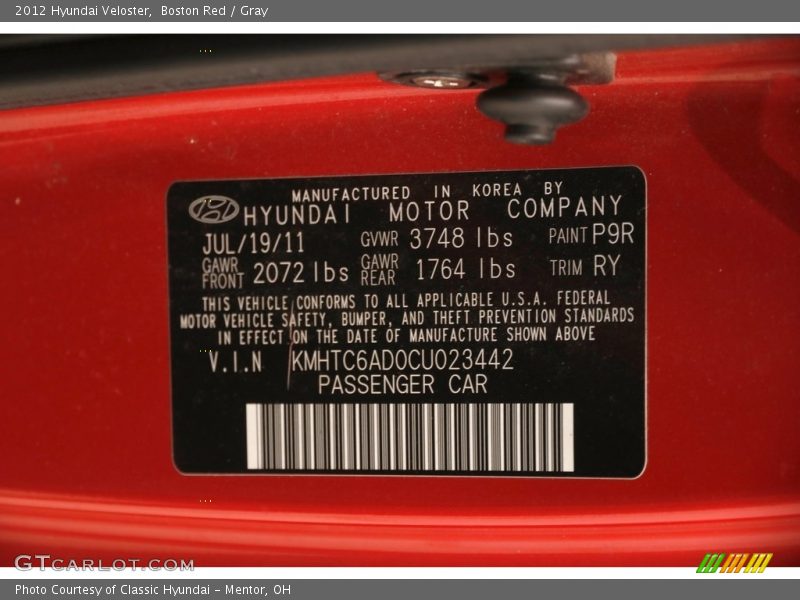 2012 Hyundai Veloster, Boston Red / Gray
MANUFACTURED IN KOREA BY
HYUNDAI MOTOR COMPANY
JUL/19/11 GVWR 3748 lbs PAINT P9R
GAWR FRONT 2072 lbs GAWR REAR 1764 lbs TRIM RY
THIS VEHICLE CONFORMS TO ALL APPLICABLE U.S.A. FEDERAL
MOTOR VEHICLE SAFETY, BUMPER, AND THEFT PREVENTION STANDARDS
IN EFFECT ON THE DATE OF MANUFACTURE SHOWN ABOVE
V.I.N KMHTC6AD0CU023442
PASSENGER CAR
GTCARLOT.COM
Photo Courtesy of Classic Hyundai - Mentor, OH